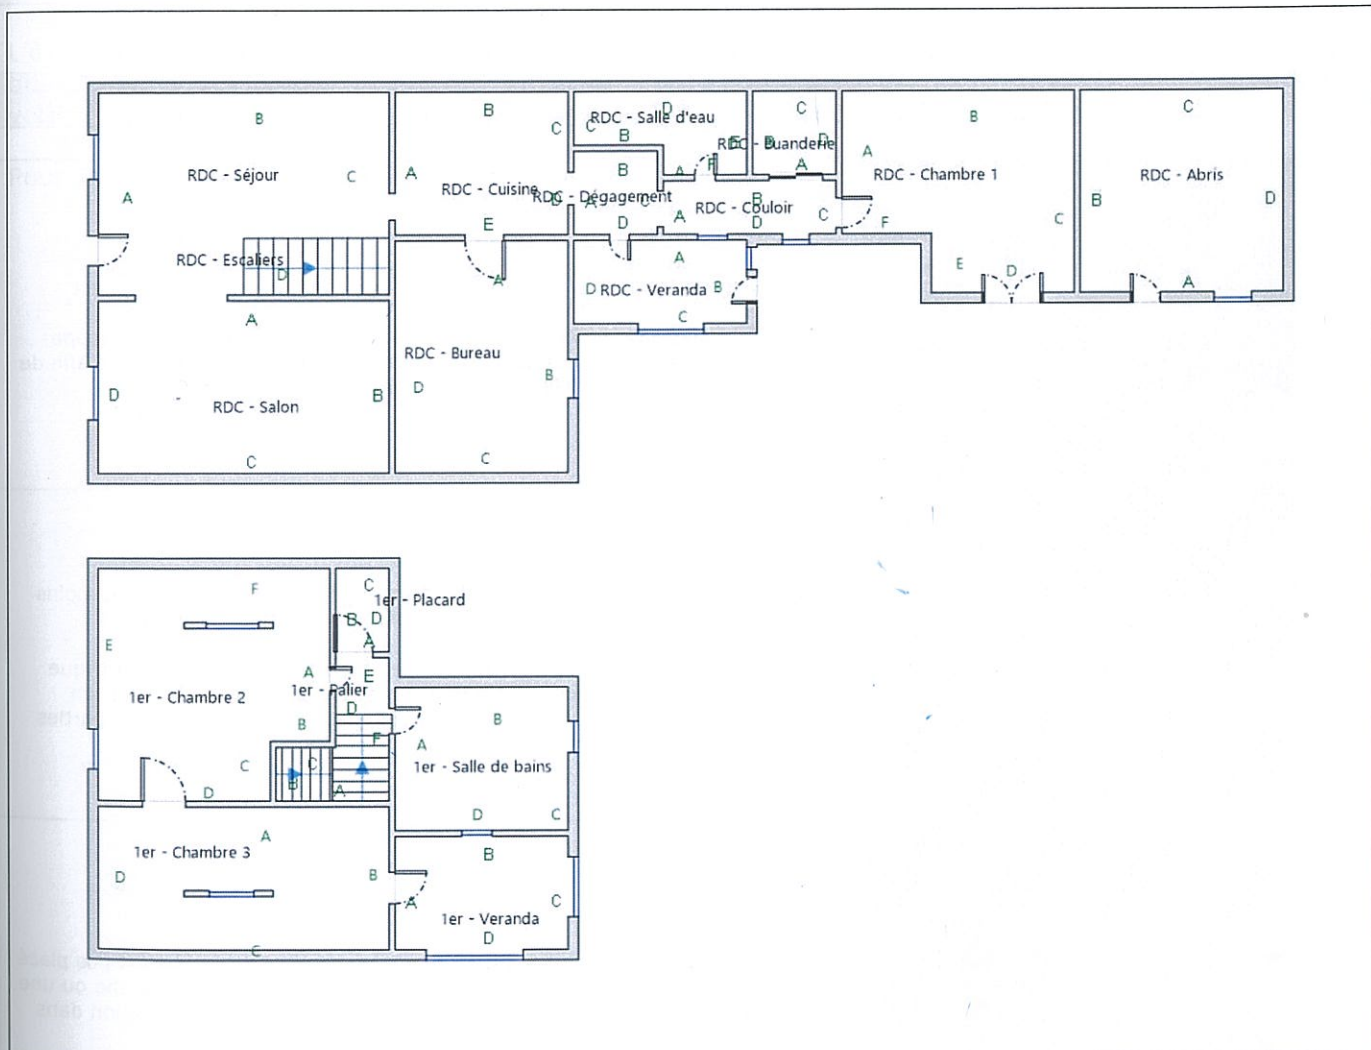 B
B
D
C
B
C
C
C
B
E
B
D
RDC - Salle d'eau
RDC - Buanderie
A
RDC - Séjour
C
A
RDC - Cuisine
B
A
F
A
A
RDC - Chambre 1
RDC - Abris
A
D
RDC - Dégagement
A
C
B
B
D
E
D
A
RDC - Couloir
D
C
F
C
RDC - Escaliers
D
A
A
E
D
D
RDC - Veranda
B
A
A
C
RDC - Bureau
D
B
D
RDC - Salon
B
C
C
F
C
1er - Placard
B
D
E
A
A
E
1er - Chambre 2
1er - Palier
D
B
F
B
A
C
C
1er - Salle de bains
D
B
A
D
C
A
1er - Chambre 3
B
D
B
A
C
1er - Veranda
D
C